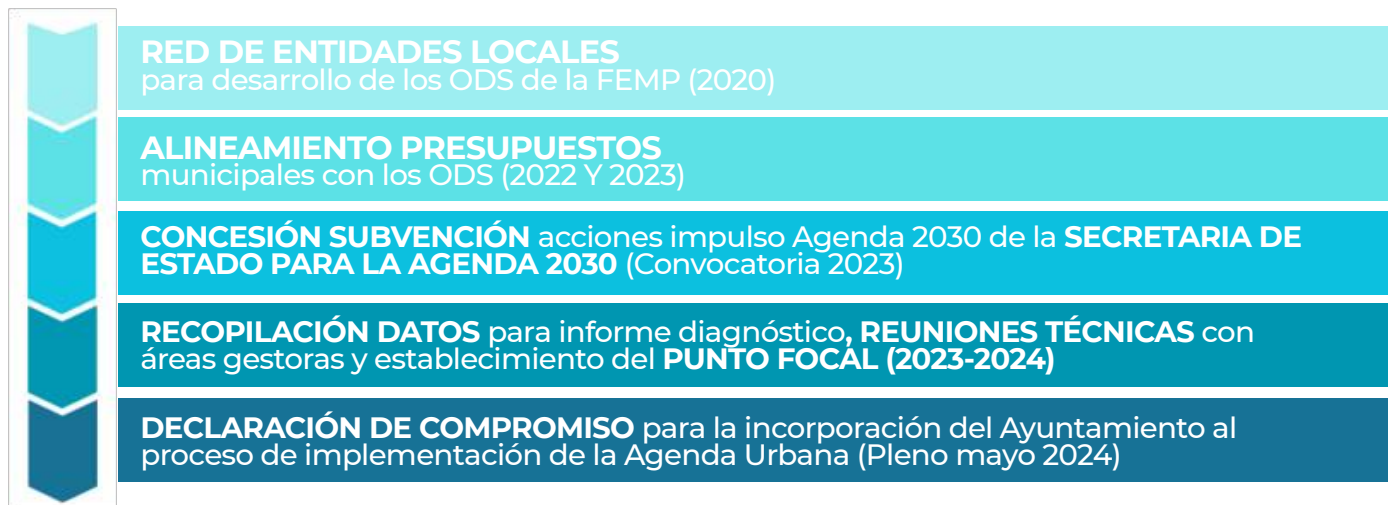 RED DE ENTIDADES LOCALES
para desarrollo de los ODS de la FEMP (2020)
ALINEAMIENTO PRESUPUESTOS
municipales con los ODS (2022 Y 2023)
CONCESIÓN SUBVENCIÓN acciones impulso Agenda 2030 de la SECRETARIA DE
ESTADO PARA LA AGENDA 2030 (Convocatoria 2023)
RECOPILACIÓN DATOS para informe diagnóstico, REUNIONES TÉCNICAS con
áreas gestoras y establecimiento del PUNTO FOCAL (2023-2024)
DECLARACIÓN DE COMPROMISO para la incorporación del Ayuntamiento al
proceso de implementación de la Agenda Urbana (Pleno mayo 2024)